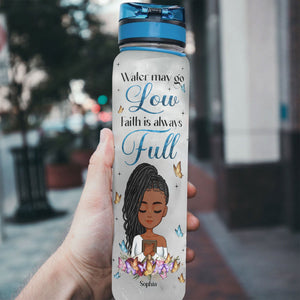 Water may go
Low
Faith is always
Full
Sophia